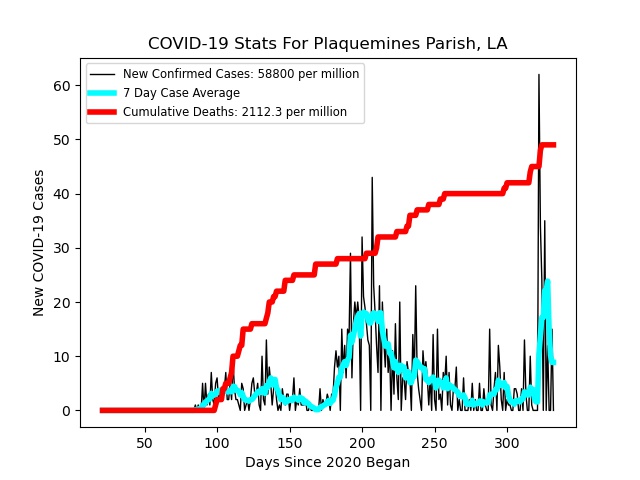 COVID-19 Stats For Plaquemines Parish, LA
New Confirmed Cases: 58800 per million
7 Day Case Average
Cumulative Deaths: 2112.3 per million
New COVID-19 Cases
60
50
40
30
20
10
0
50 100 150 200 250 300
Days Since 2020 Began